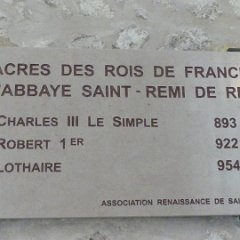 ACRES DES ROIS DE FRANC
'ABBAYE SAINT - REMI DE RE
CHARLES III LE SIMPLE 893
ROBERT 1ER 922
LOTHAIRE 954
ASSOCIATION RENAISSANCE DE SAI